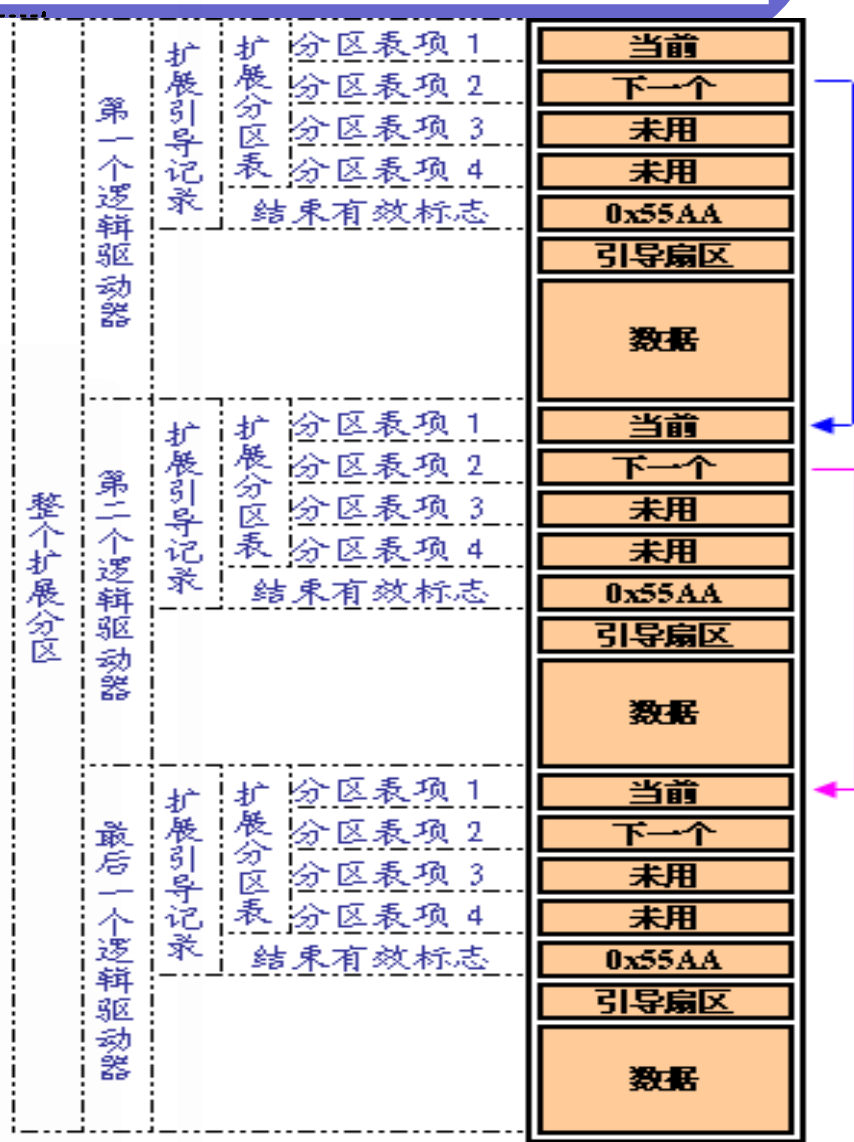 整个扩展分区
第一个逻辑驱动器
扩展引导记录
扩展分区表
分区表项 1
当前
分区表项 2
下一个
分区表项 3
未用
分区表项 4
未用
结束有效标志
0x55AA
引导扇区
数据
第二个逻辑驱动器
扩展引导记录
扩展分区表
分区表项 1
当前
分区表项 2
下一个
分区表项 3
未用
分区表项 4
未用
结束有效标志
0x55AA
引导扇区
数据
最后一个逻辑驱动器
扩展引导记录
扩展分区表
分区表项 1
当前
分区表项 2
下一个
分区表项 3
未用
分区表项 4
未用
结束有效标志
0x55AA
引导扇区
数据